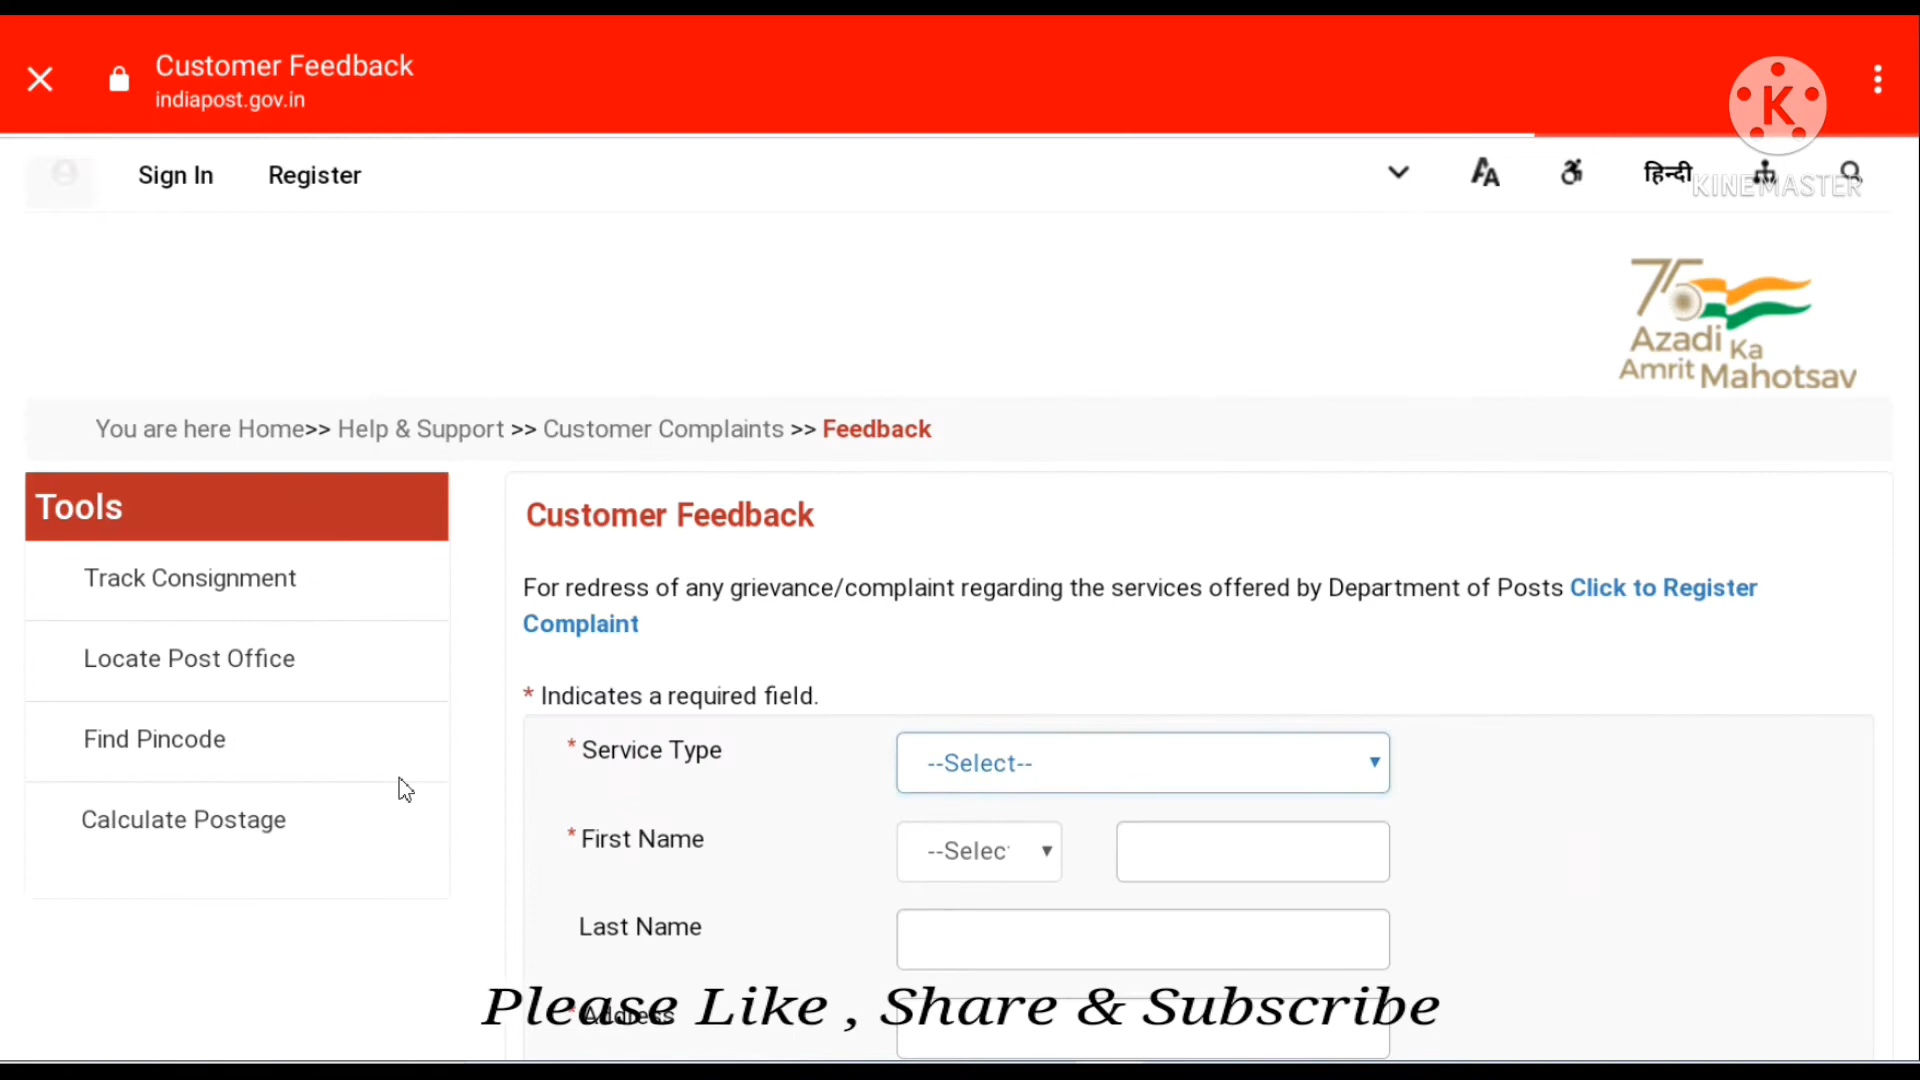 Customer Feedback
indiapost.gov.in
K
KINEMASTER
Sign In
Register
हिन्दी
75
Azadi Ka
Amrit Mahotsav
You are here Home>> Help & Support >> Customer Complaints >> Feedback
Tools
Track Consignment
Locate Post Office
Find Pincode
Calculate Postage
Customer Feedback
For redress of any grievance/complaint regarding the services offered by Department of Posts Click to Register
Complaint
* Indicates a required field.
* Service Type
--Select--
* First Name
--Selec
Last Name
* Address
Please Like , Share & Subscribe